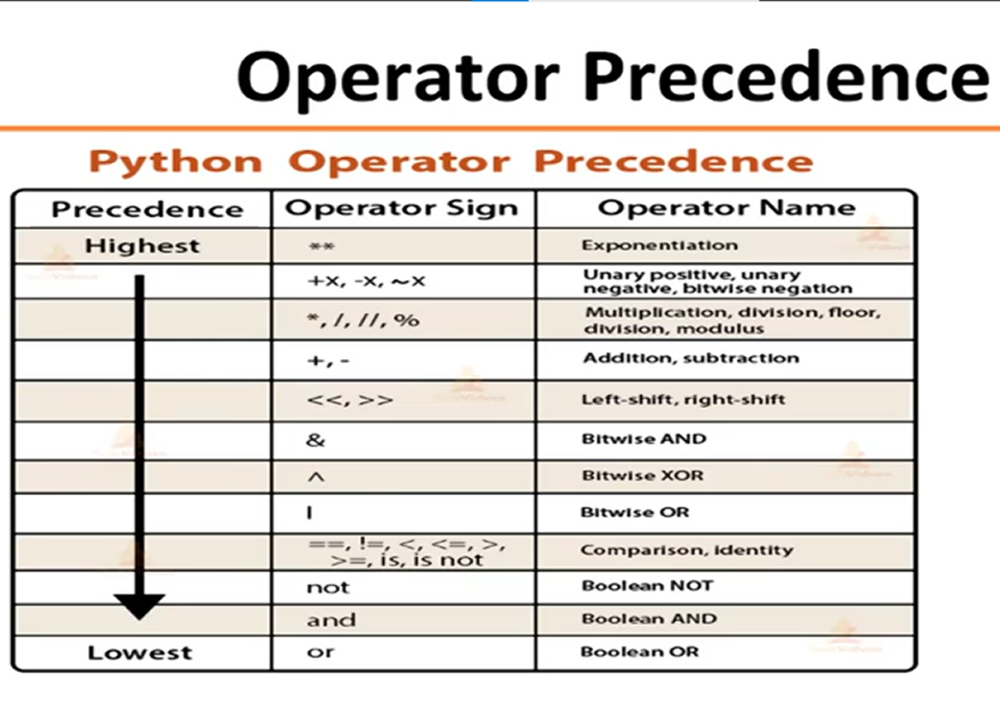 Operator Precedence
Python Operator Precedence
Precedence Operator Sign Operator Name
Highest ** Exponentiation
+x, -x, ~x Unary positive, unary
negative, bitwise negation
*, /, //, % Multiplication, division, floor,
division, modulus
+, - Addition, subtraction
<<, >> Left-shift, right-shift
& Bitwise AND
^ Bitwise XOR
| Bitwise OR
==, !=, <, <=, >,
>=, is, is not Comparison, identity
not Boolean NOT
and Boolean AND
Lowest or Boolean OR